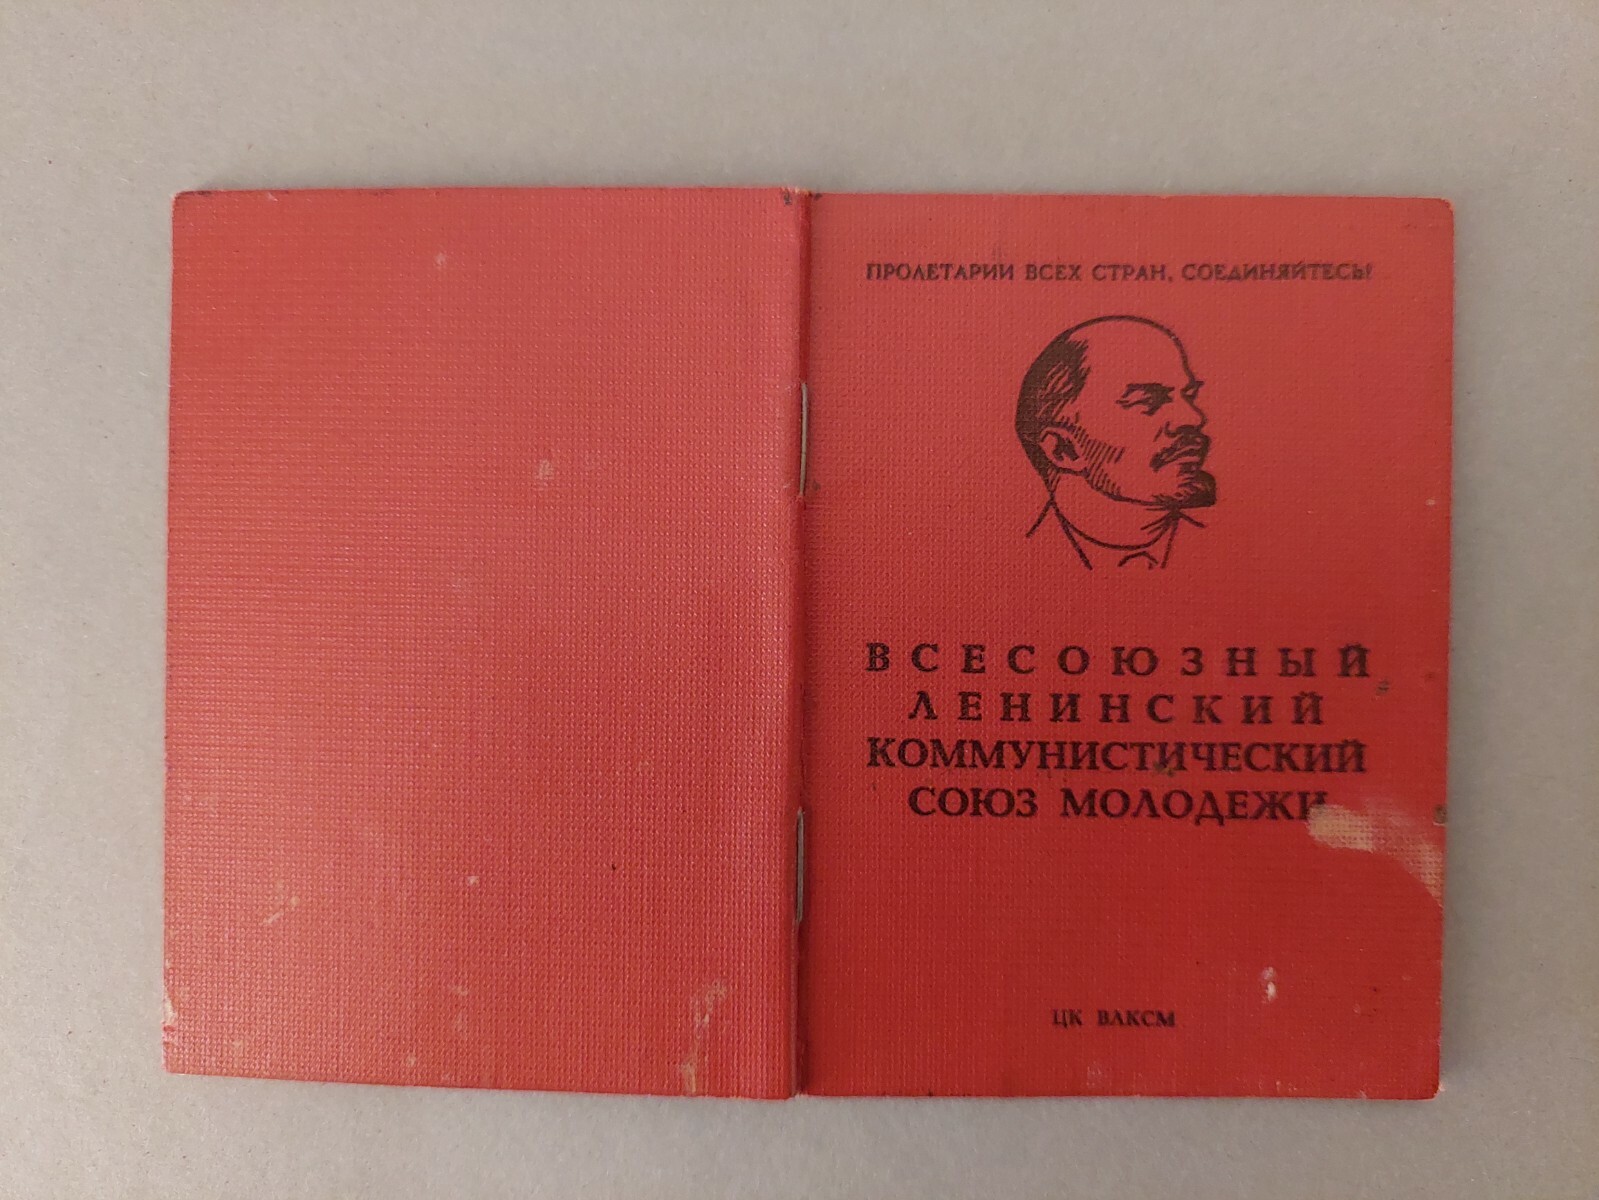 ПРОЛЕТАРИИ ВСЕХ СТРАН, СОЕДИНЯЙТЕСЬ!
ВСЕСОЮЗНЫЙ
ЛЕНИНСКИЙ
КОММУНИСТИЧЕСКИЙ
СОЮЗ МОЛОДЕЖИ
ЦК ВЛКСМ